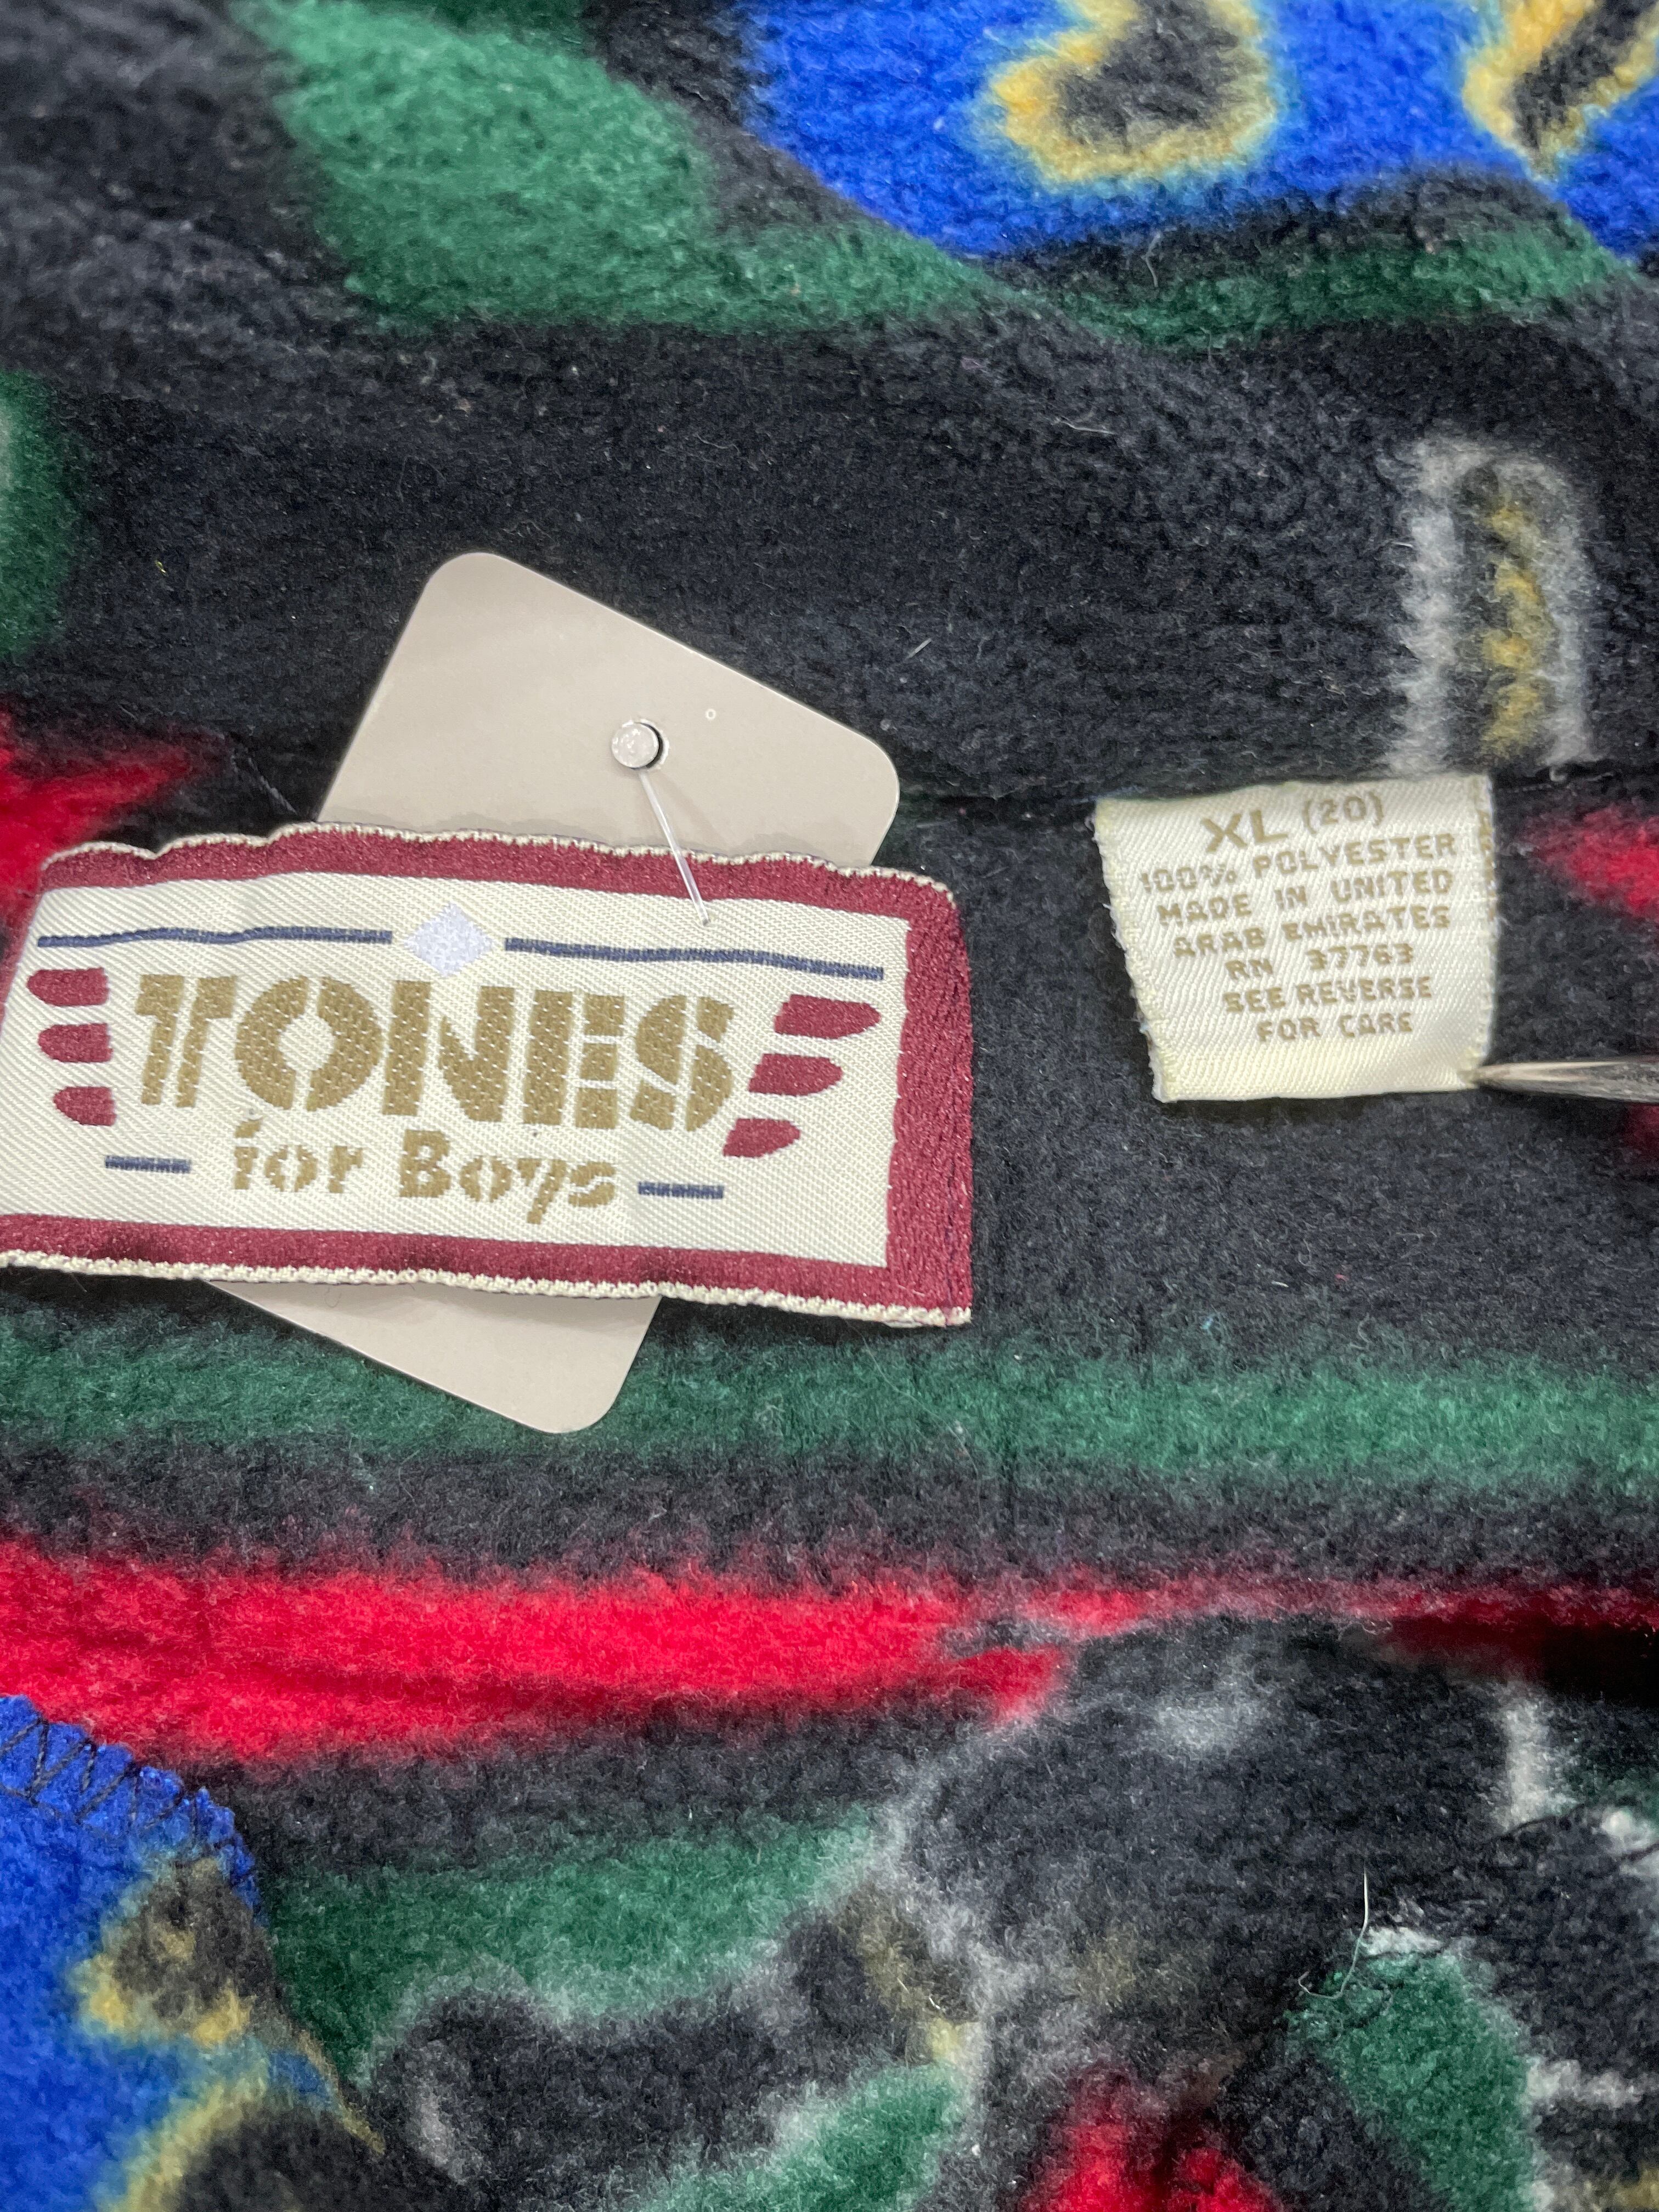 TONES
for Boys
XL (20)
100% POLYESTER
MADE IN UNITED
ARAB EMIRATES
RN 37763
SEE REVERSE
FOR CARE